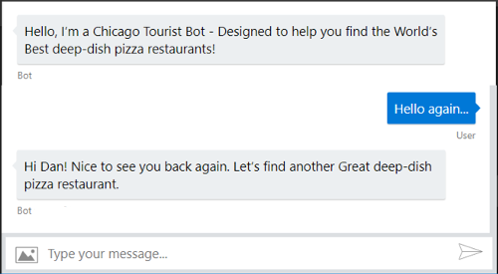 Hello, I'm a Chicago Tourist Bot - Designed to help you find the World's
Best deep-dish pizza restaurants!
Bot
Hello again...
User
Hi Dan! Nice to see you back again. Let's find another Great deep-dish
pizza restaurant.
Bot
Type your message...